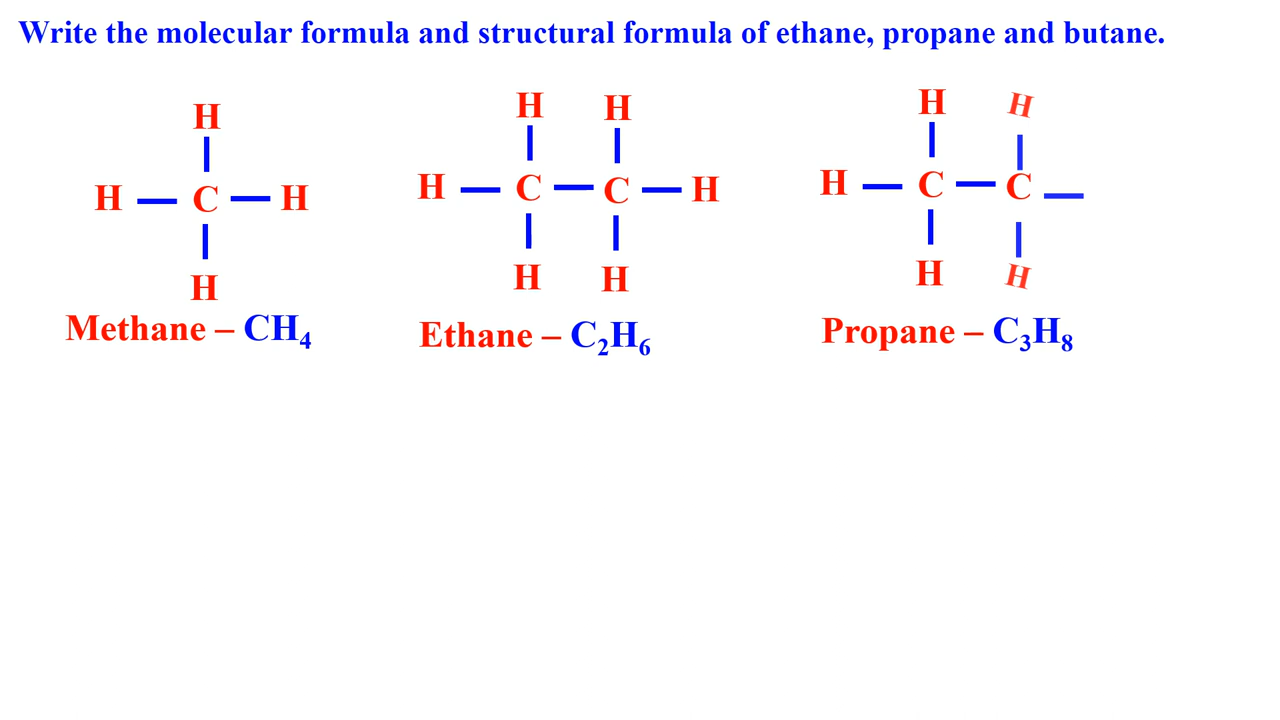 Write the molecular formula and structural formula of ethane, propane and butane.
H H H H H
H C H H C C H H C C
H H H H H
Methane – CH₄ Ethane – C₂H₆ Propane – C₃H₈